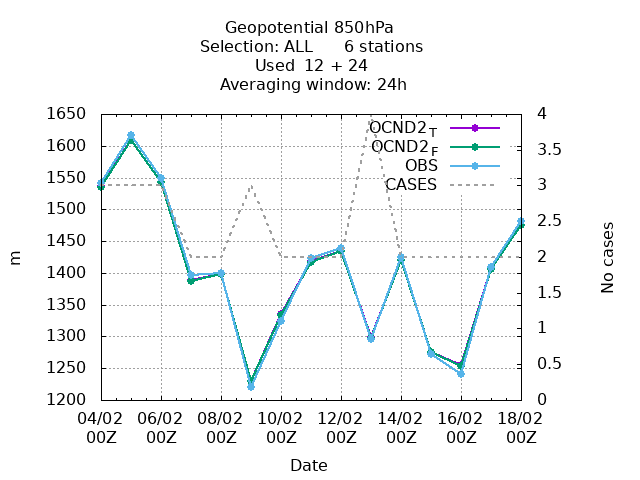 Geopotential 850hPa
Selection: ALL      6 stations
Used  12 + 24
Averaging window: 24h
1650
1600
1550
1500
1450
1400
1350
1300
1250
1200
m
4
3.5
3
2.5
2
1.5
1
0.5
0
No cases
OCND2T
OCND2F
OBS
CASES
04/02 06/02 08/02 10/02 12/02 14/02 16/02 18/02
00Z 00Z 00Z 00Z 00Z 00Z 00Z 00Z
Date